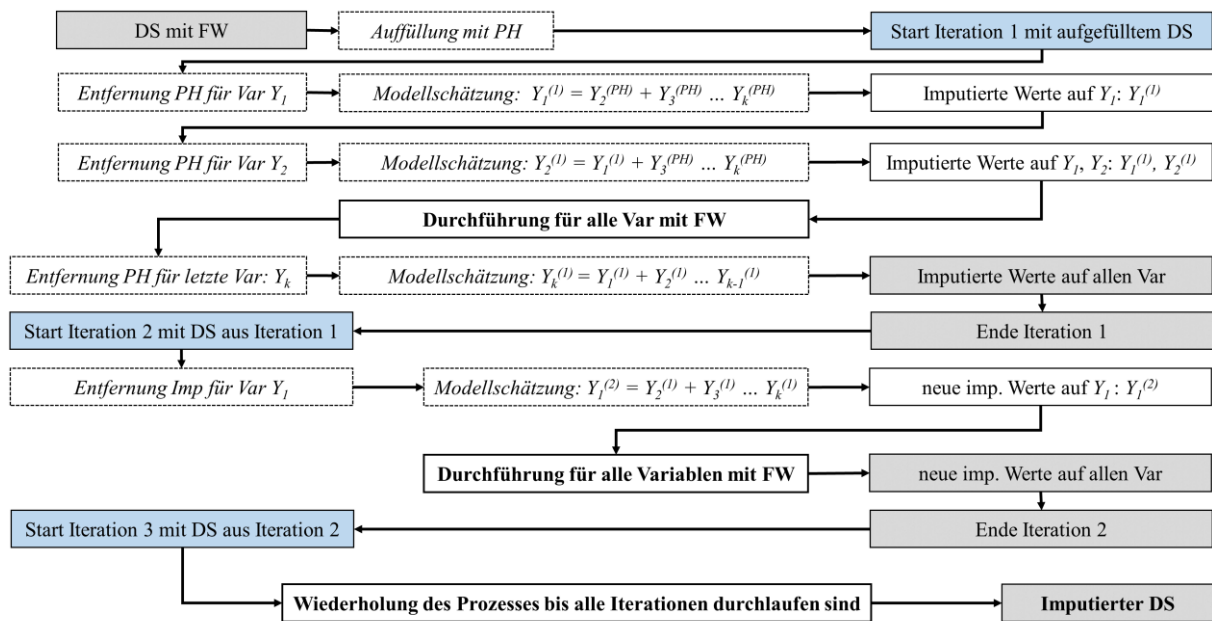 DS mit FW
Auffüllung mit PH
Start Iteration 1 mit aufgefülltem DS
Entfernung PH für Var Y₁
Modellschätzung: Y₁⁽¹⁾ = Y₂⁽ᴾᴴ⁾ + Y₃⁽ᴾᴴ⁾ ... Yₖ⁽ᴾᴴ⁾
Imputierte Werte auf Y₁: Y₁⁽¹⁾
Entfernung PH für Var Y₂
Modellschätzung: Y₂⁽¹⁾ = Y₁⁽¹⁾ + Y₃⁽ᴾᴴ⁾ ... Yₖ⁽ᴾᴴ⁾
Imputierte Werte auf Y₁, Y₂: Y₁⁽¹⁾, Y₂⁽¹⁾
Durchführung für alle Var mit FW
Entfernung PH für letzte Var: Yₖ
Modellschätzung: Yₖ⁽¹⁾ = Y₁⁽¹⁾ + Y₂⁽¹⁾ ... Yₖ₋₁⁽¹⁾
Imputierte Werte auf allen Var
Start Iteration 2 mit DS aus Iteration 1
Ende Iteration 1
Entfernung Imp für Var Y₁
Modellschätzung: Y₁⁽²⁾ = Y₂⁽¹⁾ + Y₃⁽¹⁾ ... Yₖ⁽¹⁾
neue imp. Werte auf Y₁ : Y₁⁽²⁾
Durchführung für alle Variablen mit FW
neue imp. Werte auf allen Var
Start Iteration 3 mit DS aus Iteration 2
Ende Iteration 2
Wiederholung des Prozesses bis alle Iterationen durchlaufen sind
Imputierter DS